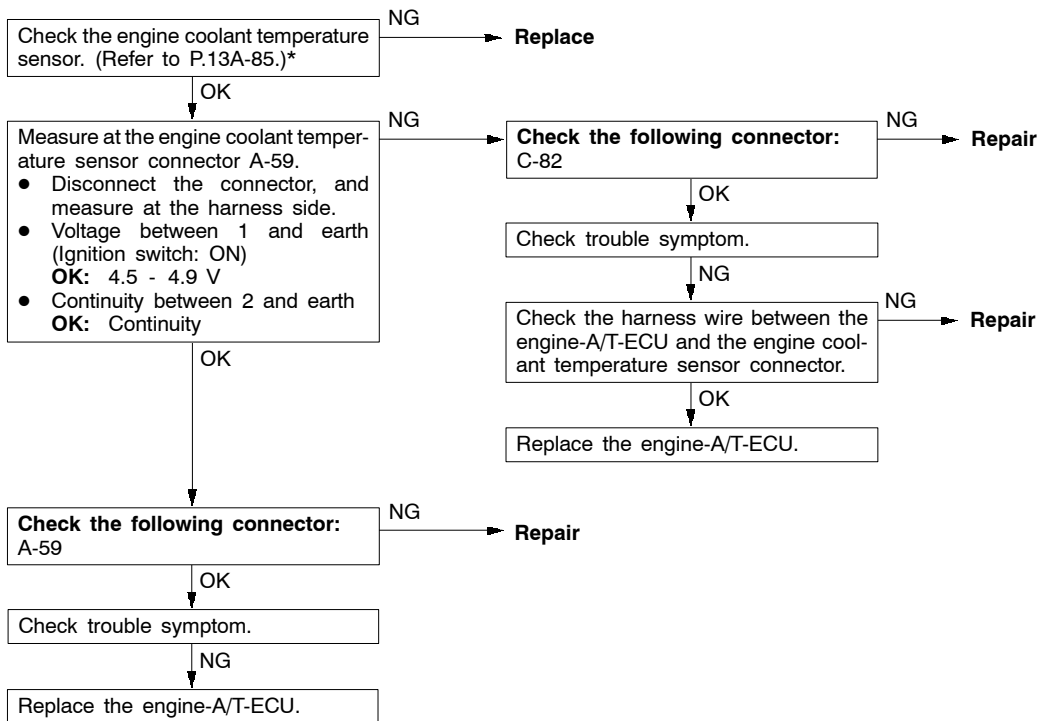 Check the engine coolant temperature
sensor. (Refer to P.13A-85.)*
NG
Replace
OK
Measure at the engine coolant temper-
ature sensor connector A-59.
● Disconnect the connector, and
measure at the harness side.
● Voltage between 1 and earth
(Ignition switch: ON)
OK: 4.5 - 4.9 V
● Continuity between 2 and earth
OK: Continuity
NG
Check the following connector:
C-82
NG
Repair
OK
Check trouble symptom.
NG
Check the harness wire between the
engine-A/T-ECU and the engine cool-
ant temperature sensor connector.
NG
Repair
OK
Replace the engine-A/T-ECU.
OK
Check the following connector:
A-59
NG
Repair
OK
Check trouble symptom.
NG
Replace the engine-A/T-ECU.